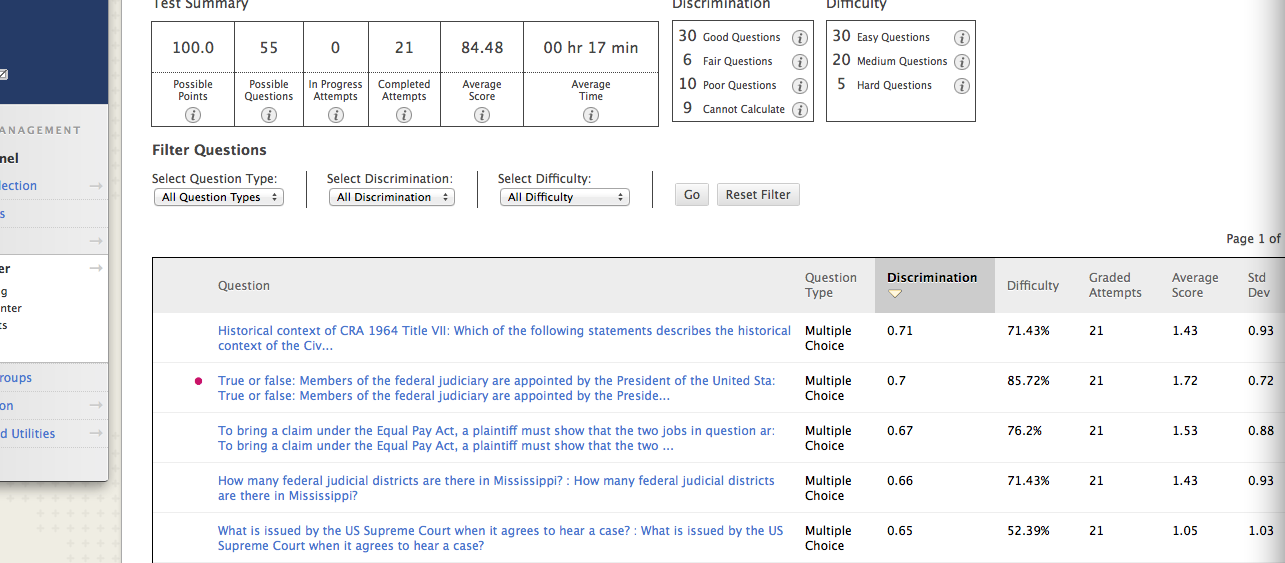 Test Summary
Discrimination
Difficulty
100.0
55
0
21
84.48
00 hr 17 min
Possible Points
Possible Questions
In Progress Attempts
Completed Attempts
Average Score
Average Time
30 Good Questions
6 Fair Questions
10 Poor Questions
9 Cannot Calculate
30 Easy Questions
20 Medium Questions
5 Hard Questions
ANAGEMENT
nel
lection
s
er
g
nter
ts
roups
on
d Utilities
Filter Questions
Select Question Type:
All Question Types
Select Discrimination:
All Discrimination
Select Difficulty:
All Difficulty
Go
Reset Filter
Page 1 of
Question
Question Type
Discrimination
Difficulty
Graded Attempts
Average Score
Std Dev
Historical context of CRA 1964 Title VII: Which of the following statements describes the historical
context of the Civ...
Multiple Choice
0.71
71.43%
21
1.43
0.93
True or false: Members of the federal judiciary are appointed by the President of the United Sta:
True or false: Members of the federal judiciary are appointed by the Preside...
Multiple Choice
0.7
85.72%
21
1.72
0.72
To bring a claim under the Equal Pay Act, a plaintiff must show that the two jobs in question ar:
To bring a claim under the Equal Pay Act, a plaintiff must show that the two ...
Multiple Choice
0.67
76.2%
21
1.53
0.88
How many federal judicial districts are there in Mississippi? : How many federal judicial districts
are there in Mississippi?
Multiple Choice
0.66
71.43%
21
1.43
0.93
What is issued by the US Supreme Court when it agrees to hear a case? : What is issued by the US
Supreme Court when it agrees to hear a case?
Multiple Choice
0.65
52.39%
21
1.05
1.03